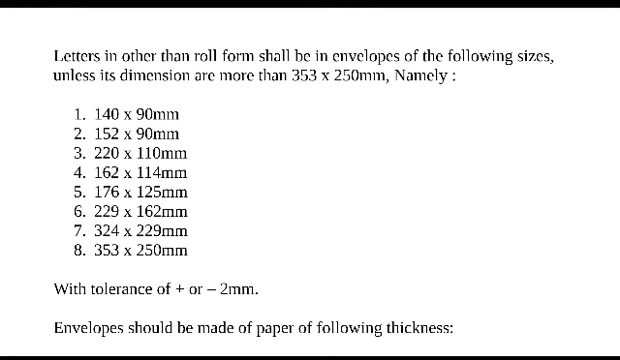 Letters in other than roll form shall be in envelopes of the following sizes,
unless its dimension are more than 353 x 250mm, Namely :
1. 140 x 90mm
2. 152 x 90mm
3. 220 x 110mm
4. 162 x 114mm
5. 176 x 125mm
6. 229 x 162mm
7. 324 x 229mm
8. 353 x 250mm
With tolerance of + or – 2mm.
Envelopes should be made of paper of following thickness: